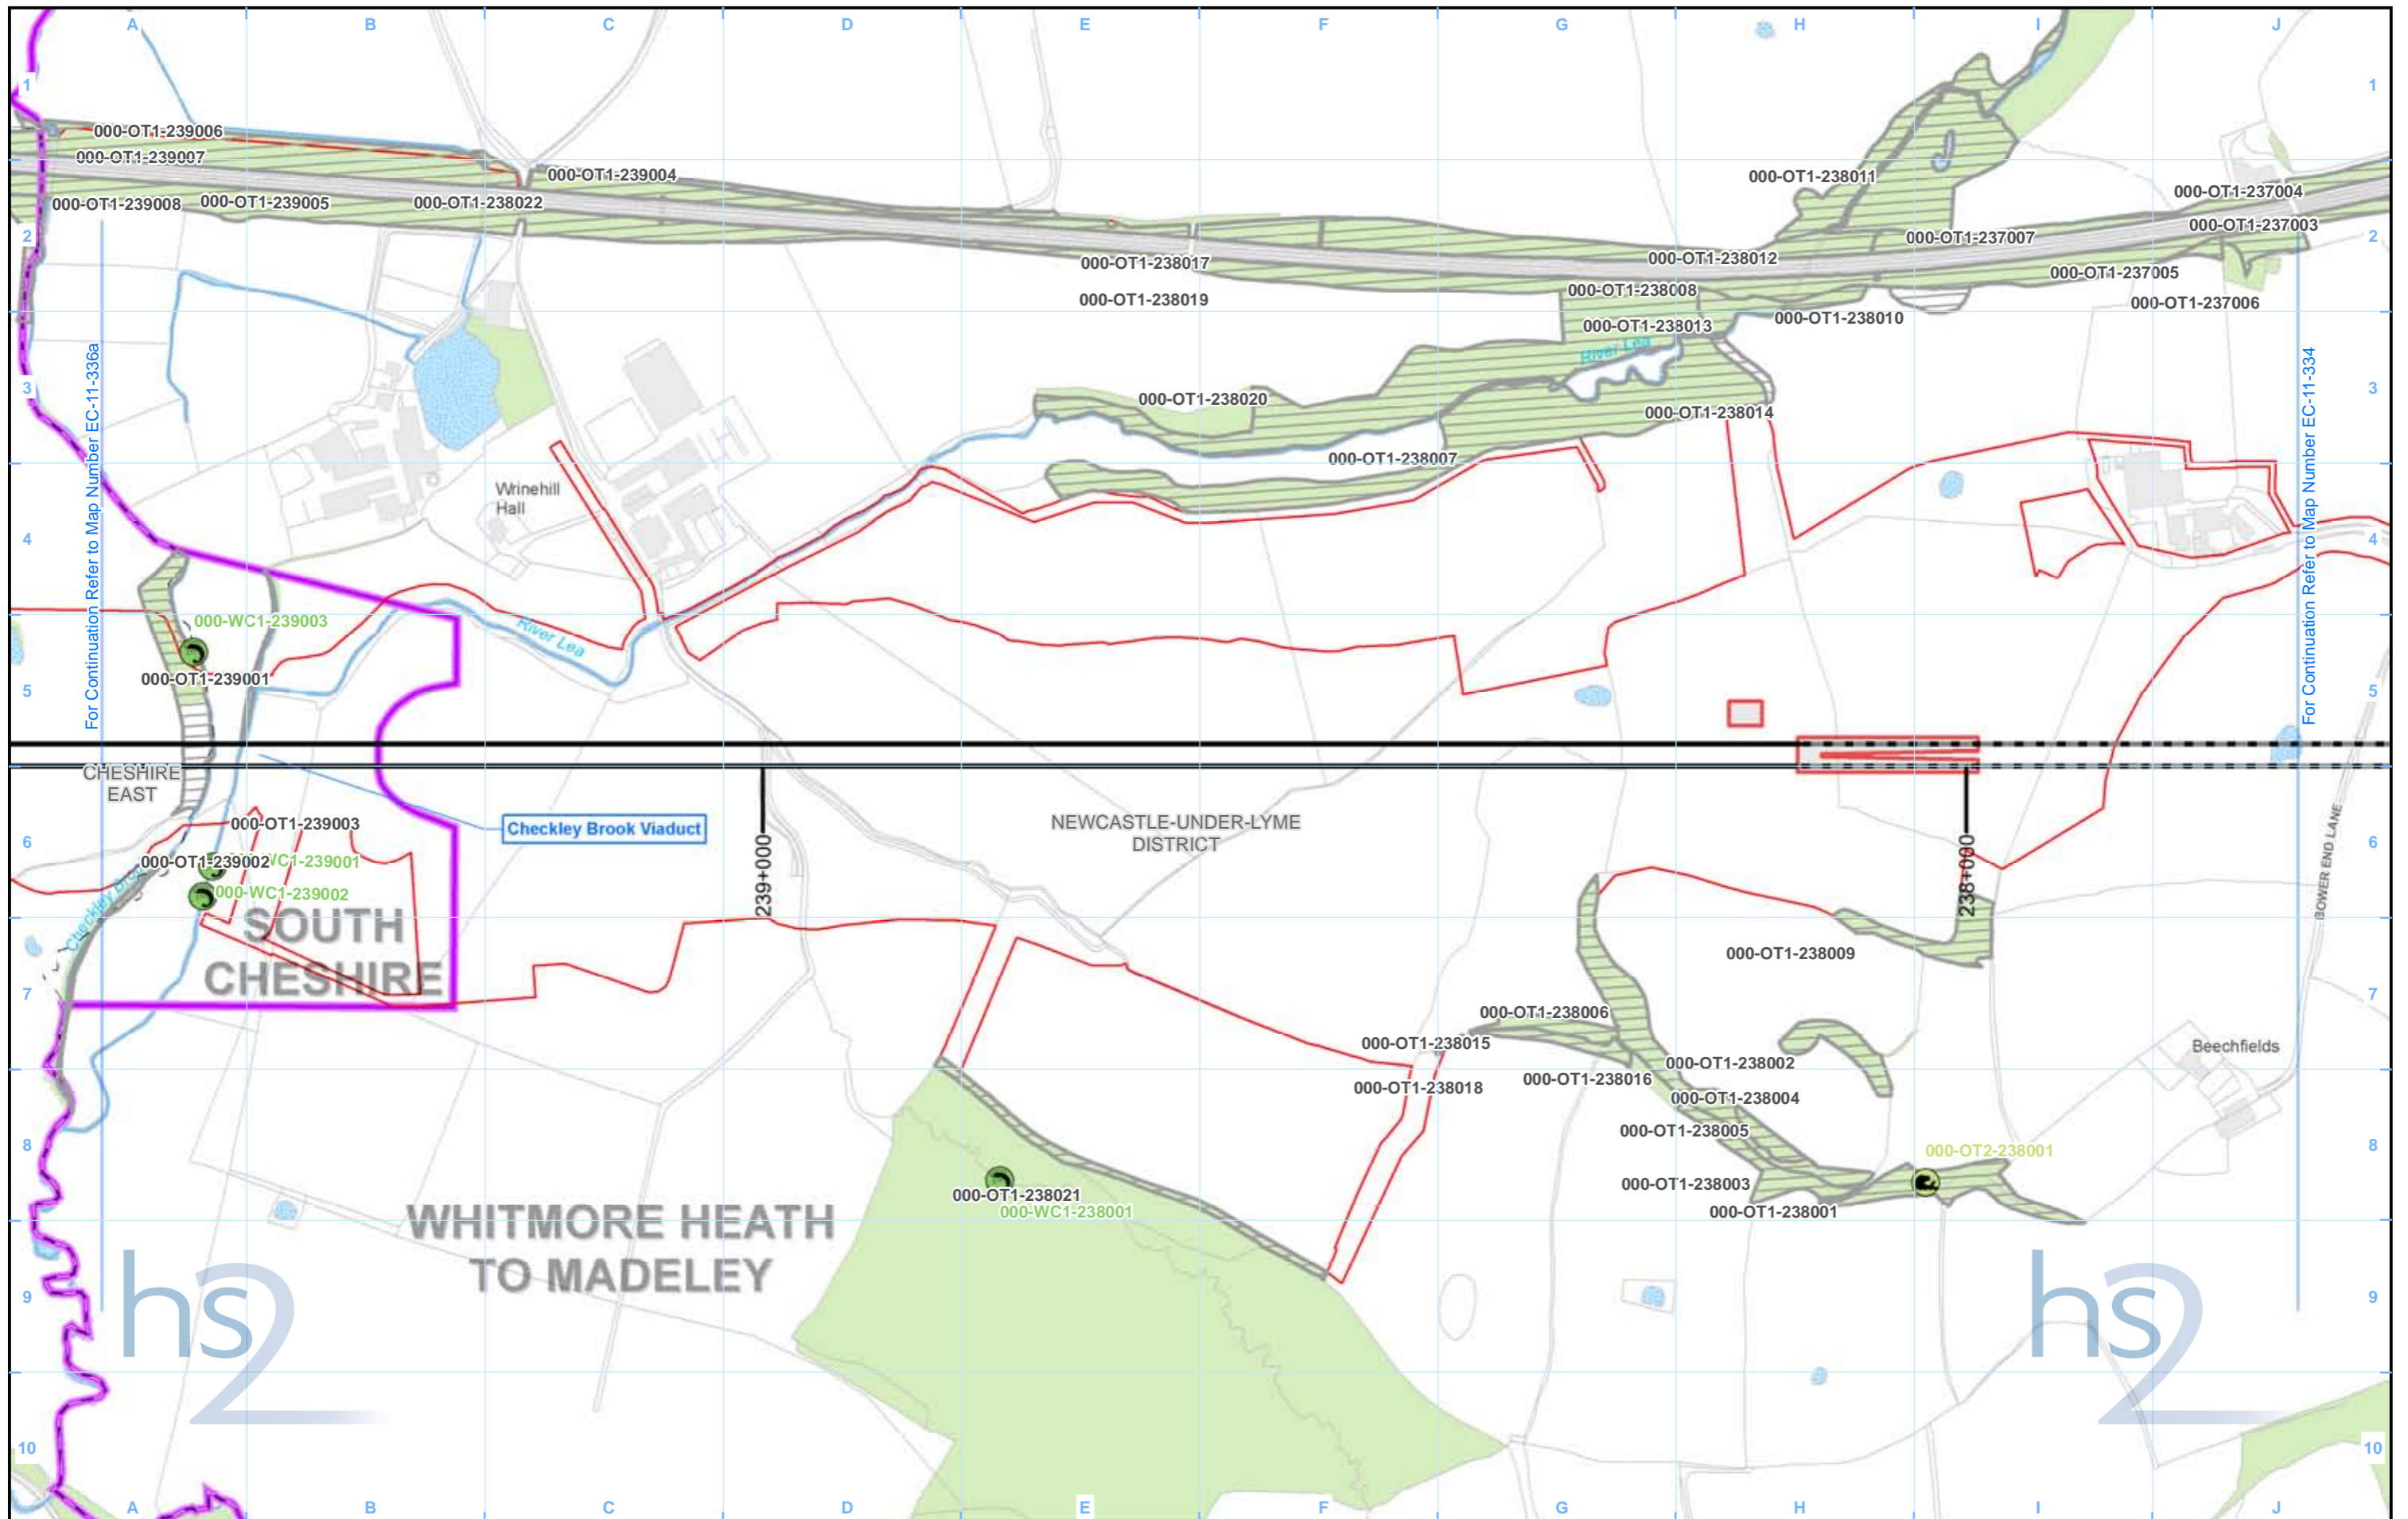 A B C D E F G H I J
1 1
000-OT1-239006
000-OT1-239007
000-OT1-239004
000-OT1-238011
000-OT1-237004
000-OT1-239008 000-OT1-239005 000-OT1-238022
000-OT1-237003
2 2
000-OT1-237007
000-OT1-238017
000-OT1-238012
000-OT1-237005
000-OT1-238019
000-OT1-238008
000-OT1-237006
000-OT1-238013
000-OT1-238010
River Lea
3 3
000-OT1-238020
000-OT1-238014
000-OT1-238007
For Continuation Refer to Map Number EC-11-336a
For Continuation Refer to Map Number EC-11-334
Wrinehill
Hall
4 4
000-WC1-239003
River Lea
000-OT1-239001
5 5
CHESHIRE
EAST
000-OT1-239003
Checkley Brook Viaduct
239+000
NEWCASTLE-UNDER-LYME
DISTRICT
238+000
BOWER END LANE
6 6
000-OT1-239002
WC1-239001
000-WC1-239002
Checkley Brook
SOUTH
CHESHIRE
000-OT1-238009
7 7
000-OT1-238006
000-OT1-238015
Beechfields
000-OT1-238002
000-OT1-238016
000-OT1-238018
000-OT1-238004
000-OT1-238005
8 8
000-OT2-238001
000-OT1-238003
000-OT1-238021
000-WC1-238001
000-OT1-238001
WHITMORE HEATH
TO MADELEY
hs2
hs2
9 9
10 10
A B C D E F G H I J